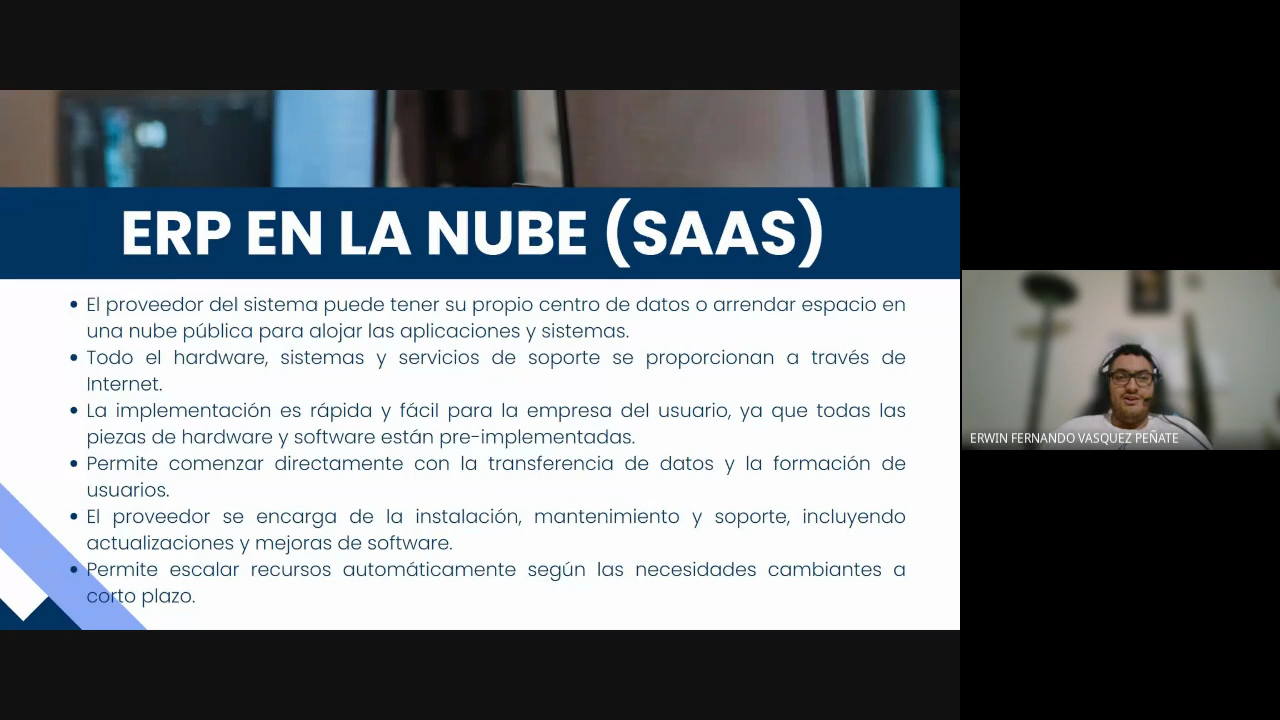 ERP EN LA NUBE (SAAS)
• El proveedor del sistema puede tener su propio centro de datos o arrendar espacio en
una nube pública para alojar las aplicaciones y sistemas.
• Todo el hardware, sistemas y servicios de soporte se proporcionan a través de
Internet.
• La implementación es rápida y fácil para la empresa del usuario, ya que todas las
piezas de hardware y software están pre-implementadas.
• Permite comenzar directamente con la transferencia de datos y la formación de
usuarios.
• El proveedor se encarga de la instalación, mantenimiento y soporte, incluyendo
actualizaciones y mejoras de software.
• Permite escalar recursos automáticamente según las necesidades cambiantes a
corto plazo.
ERWIN FERNANDO VASQUEZ PEÑATE